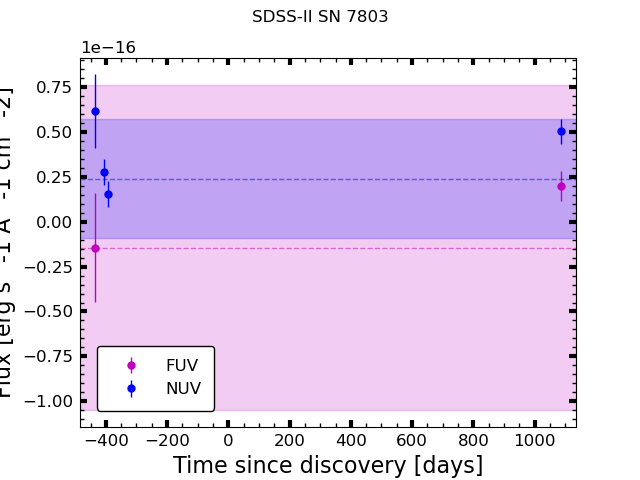 SDSS-II SN 7803
1e−16
0.75
0.50
0.25
0.00
−0.25
−0.50
−0.75
−1.00
Flux [erg s -1 A -1 cm -2]
FUV
NUV
−400 −200 0 200 400 600 800 1000
Time since discovery [days]